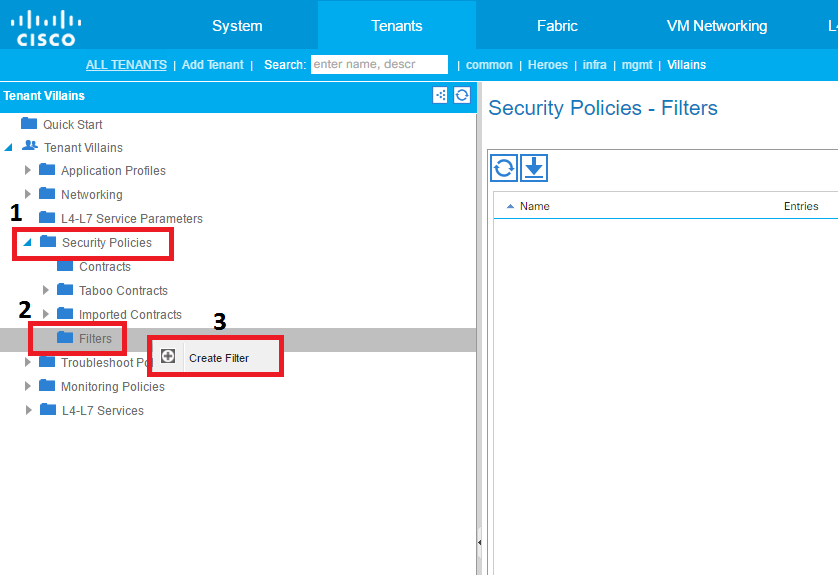 CISCO
System Tenants Fabric VM Networking L4
ALL TENANTS | Add Tenant | Search: enter name, descr | common | Heroes | infra | mgmt | Villains
Tenant Villains
Security Policies - Filters
Quick Start
Tenant Villains
Application Profiles
Networking
Name Entries
1
L4-L7 Service Parameters
Security Policies
Contracts
Taboo Contracts
2
Imported Contracts
3
Filters
Create Filter
Troubleshoot Pol
Monitoring Policies
L4-L7 Services